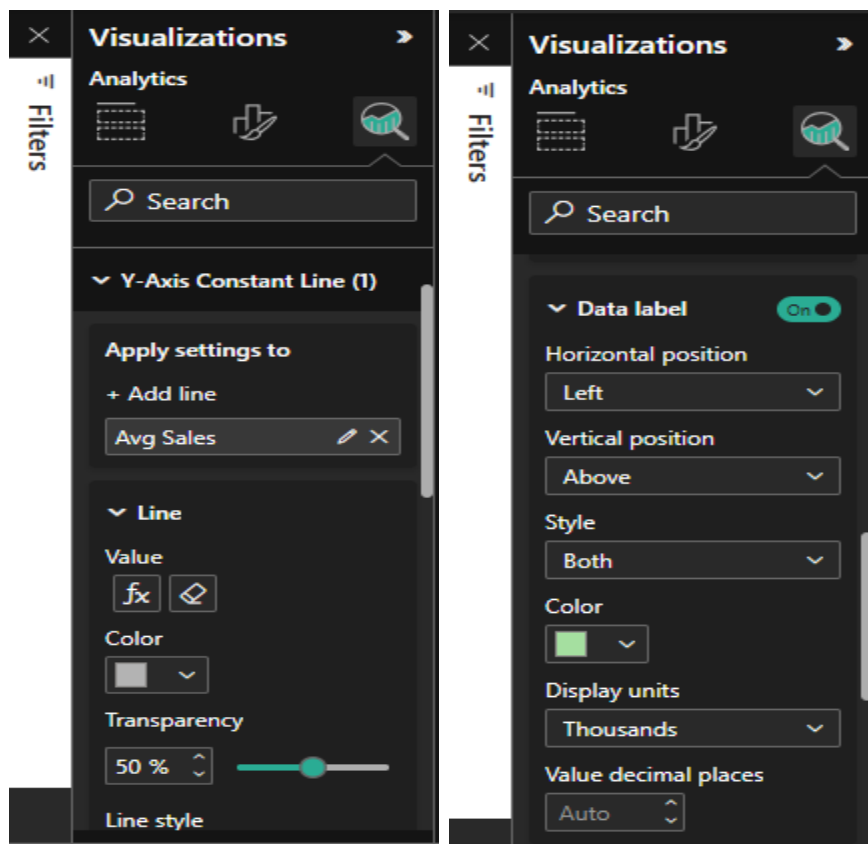 Visualizations
Analytics
Filters
Search
Y-Axis Constant Line (1)
Apply settings to
+ Add line
Avg Sales
Line
Value
fx
Color
Transparency
50 %
Line style
Visualizations
Analytics
Filters
Search
Data label
On
Horizontal position
Left
Vertical position
Above
Style
Both
Color
Display units
Thousands
Value decimal places
Auto